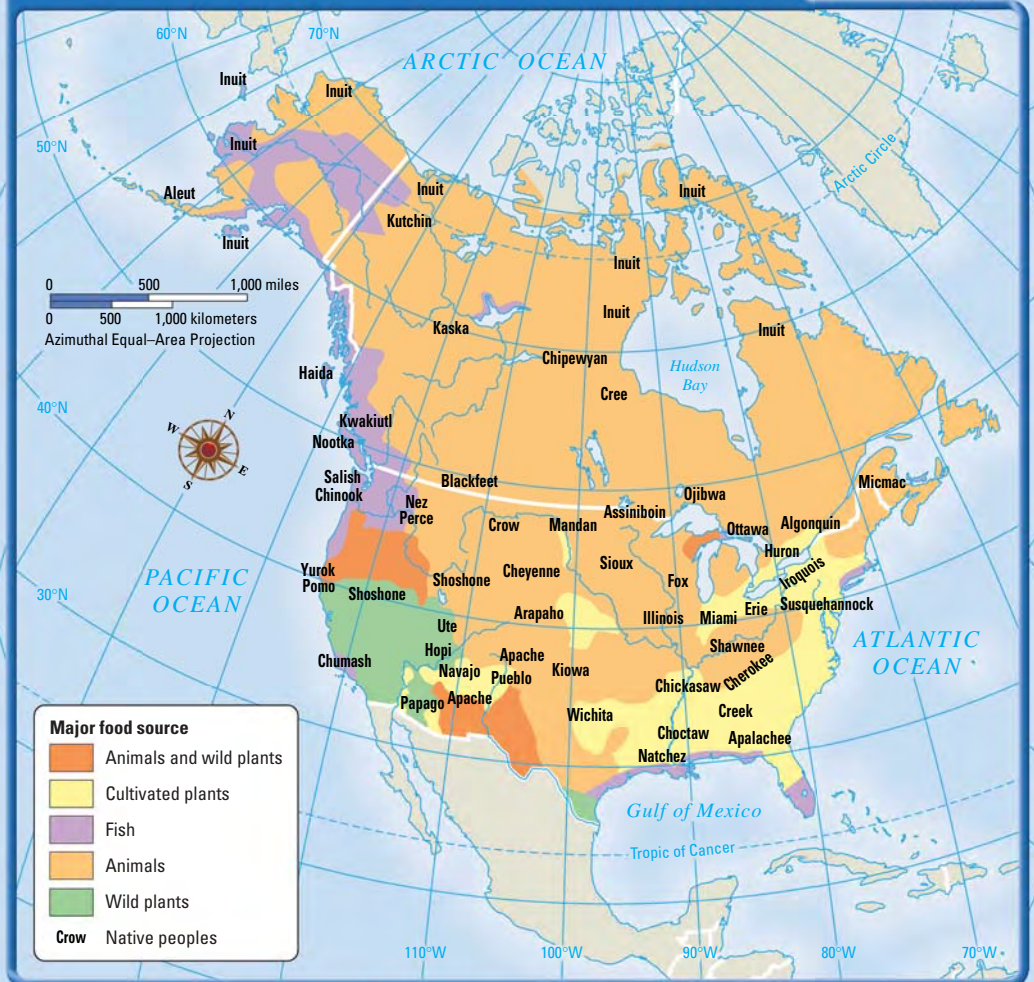 60°N
70°N
ARCTIC OCEAN
Inuit
Inuit
50°N
Inuit
Arctic Circle
Aleut
Inuit
Inuit
Kutchin
Inuit
Inuit
0 500 1,000 miles
0 500 1,000 kilometers
Azimuthal Equal–Area Projection
Inuit
Kaska
Inuit
Chipewyan
Hudson
Bay
Haida
Cree
40°N
N
W
E
S
Kwakiutl
Nootka
Salish
Chinook
Blackfeet
Nez
Perce
Ojibwa
Micmac
Crow
Mandan
Assiniboin
Ottawa
Algonquin
Huron
Sioux
Iroquois
PACIFIC
OCEAN
30°N
Yurok
Pomo
Shoshone
Shoshone
Cheyenne
Fox
Arapaho
Illinois
Miami
Erie
Susquehannock
Ute
ATLANTIC
OCEAN
Hopi
Shawnee
Chumash
Navajo
Apache
Pueblo
Kiowa
Cherokee
Chickasaw
Papago
Apache
Wichita
Creek
Choctaw
Apalachee
Natchez
Major food source
Animals and wild plants
Cultivated plants
Fish
Animals
Wild plants
Crow Native peoples
Gulf of Mexico
Tropic of Cancer
110°W
100°W
90°W
80°W
70°W